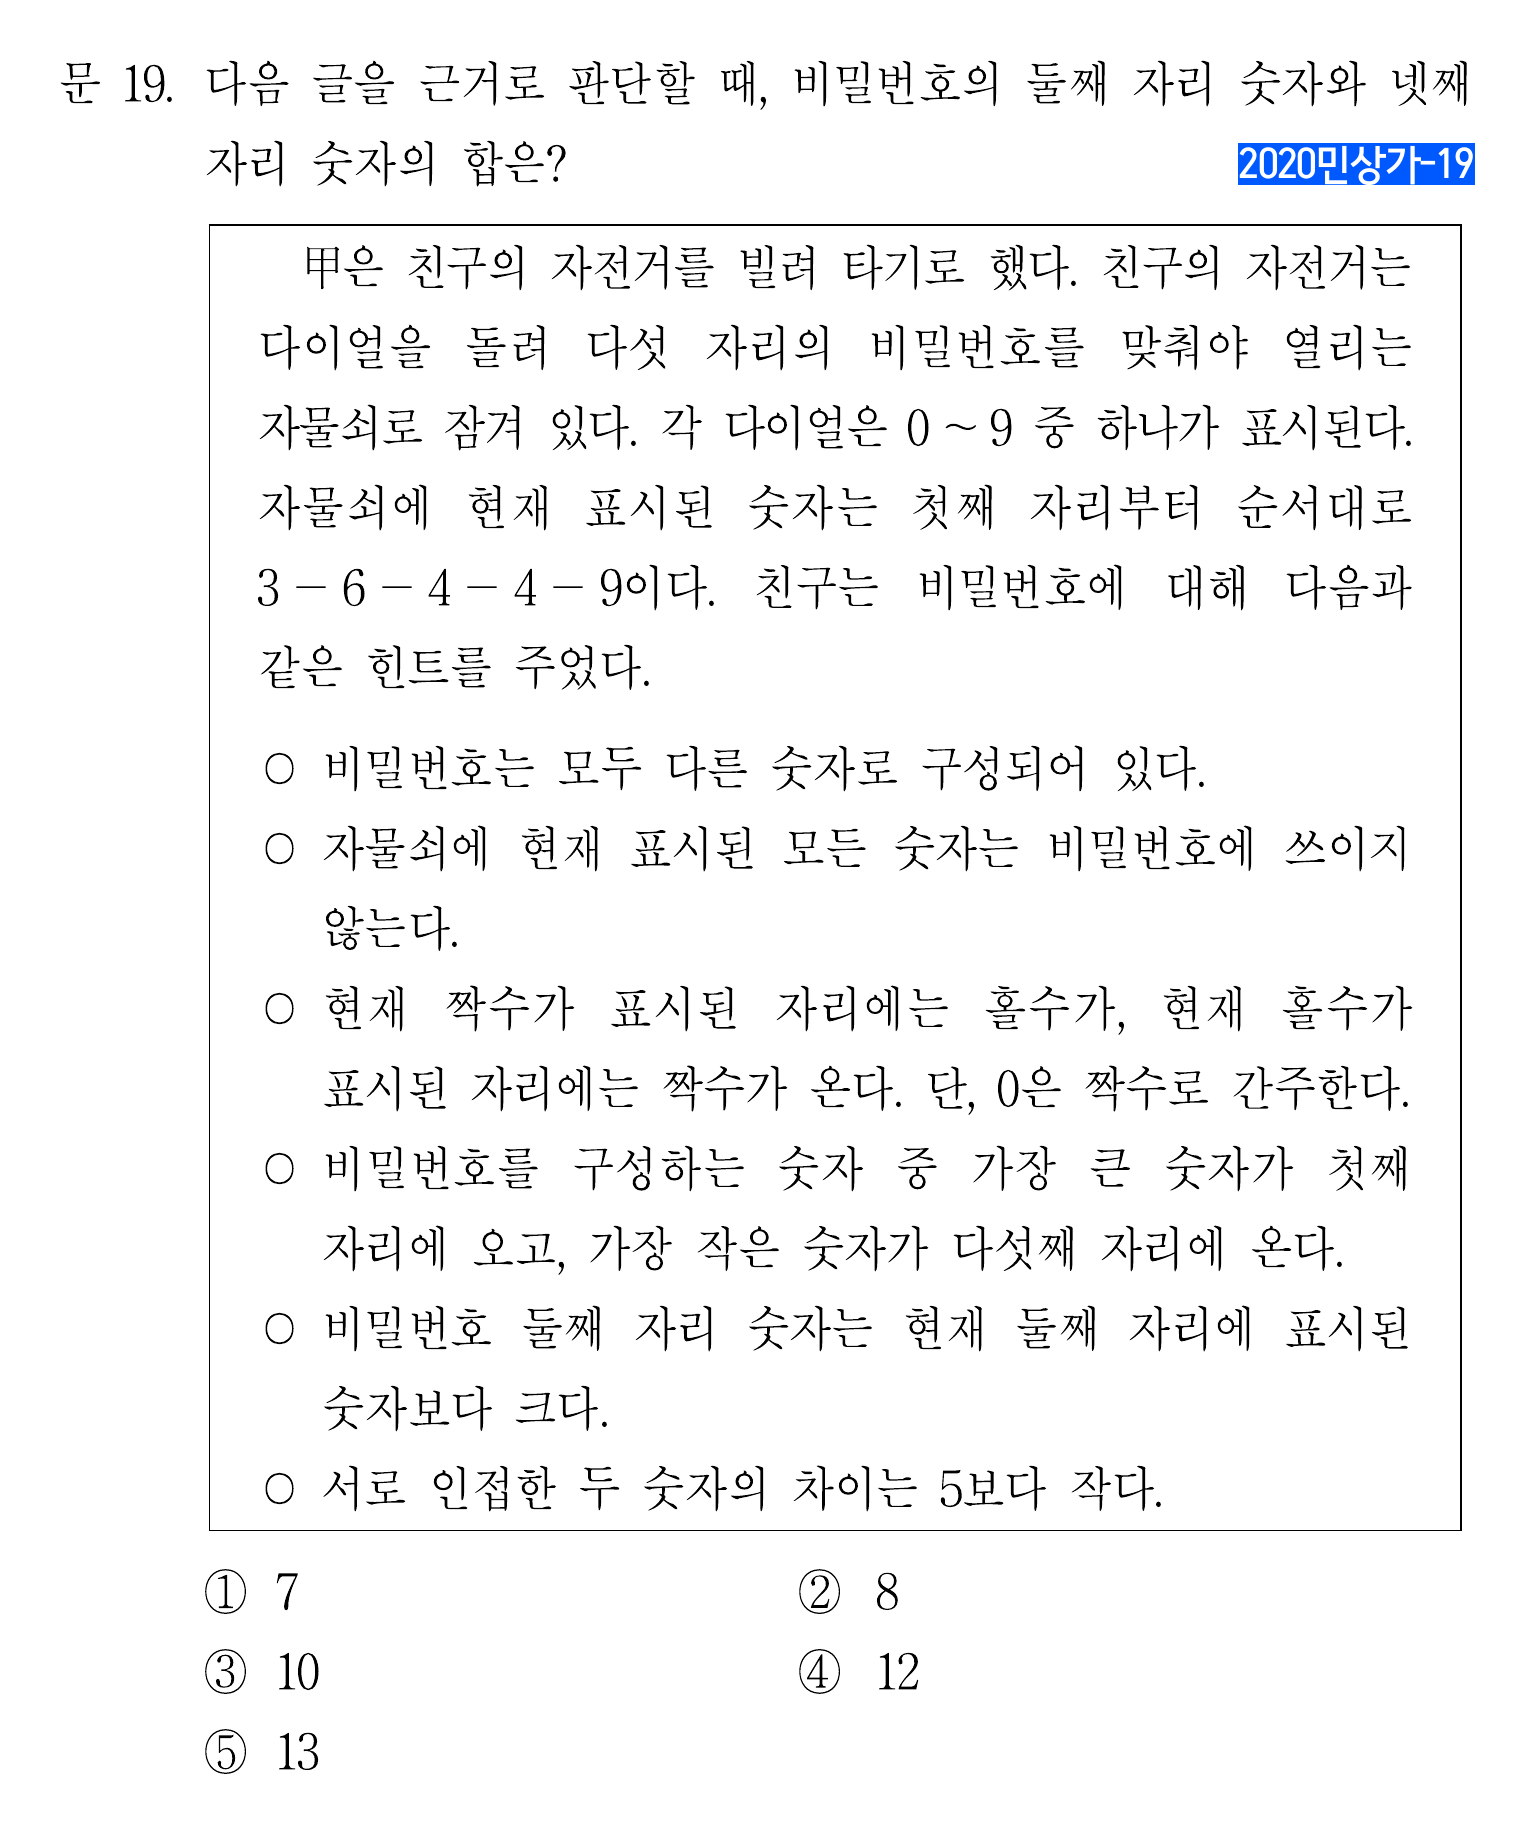 문 19. 다음 글을 근거로 판단할 때, 비밀번호의 둘째 자리 숫자와 넷째
자리 숫자의 합은?
2020민상가-19
甲은 친구의 자전거를 빌려 타기로 했다. 친구의 자전거는
다이얼을 돌려 다섯 자리의 비밀번호를 맞춰야 열리는
자물쇠로 잠겨 있다. 각 다이얼은 0 ~ 9 중 하나가 표시된다.
자물쇠에 현재 표시된 숫자는 첫째 자리부터 순서대로
3 - 6 - 4 - 4 - 9이다. 친구는 비밀번호에 대해 다음과
같은 힌트를 주었다.
○ 비밀번호는 모두 다른 숫자로 구성되어 있다.
○ 자물쇠에 현재 표시된 모든 숫자는 비밀번호에 쓰이지
않는다.
○ 현재 짝수가 표시된 자리에는 홀수가, 현재 홀수가
표시된 자리에는 짝수가 온다. 단, 0은 짝수로 간주한다.
○ 비밀번호를 구성하는 숫자 중 가장 큰 숫자가 첫째
자리에 오고, 가장 작은 숫자가 다섯째 자리에 온다.
○ 비밀번호 둘째 자리 숫자는 현재 둘째 자리에 표시된
숫자보다 크다.
○ 서로 인접한 두 숫자의 차이는 5보다 작다.
① 7
② 8
③ 10
④ 12
⑤ 13